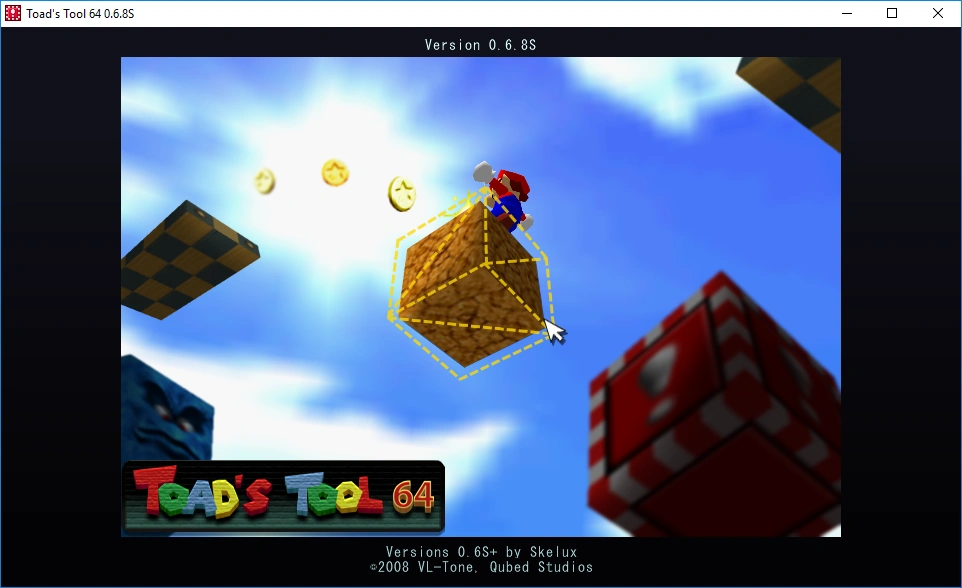 Toad's Tool 64 0.6.8S
Version 0.6.8S
TOAD'S TOOL 64
Versions 0.6S+ by Skelux
©2008 VL-Tone, Qubed Studios